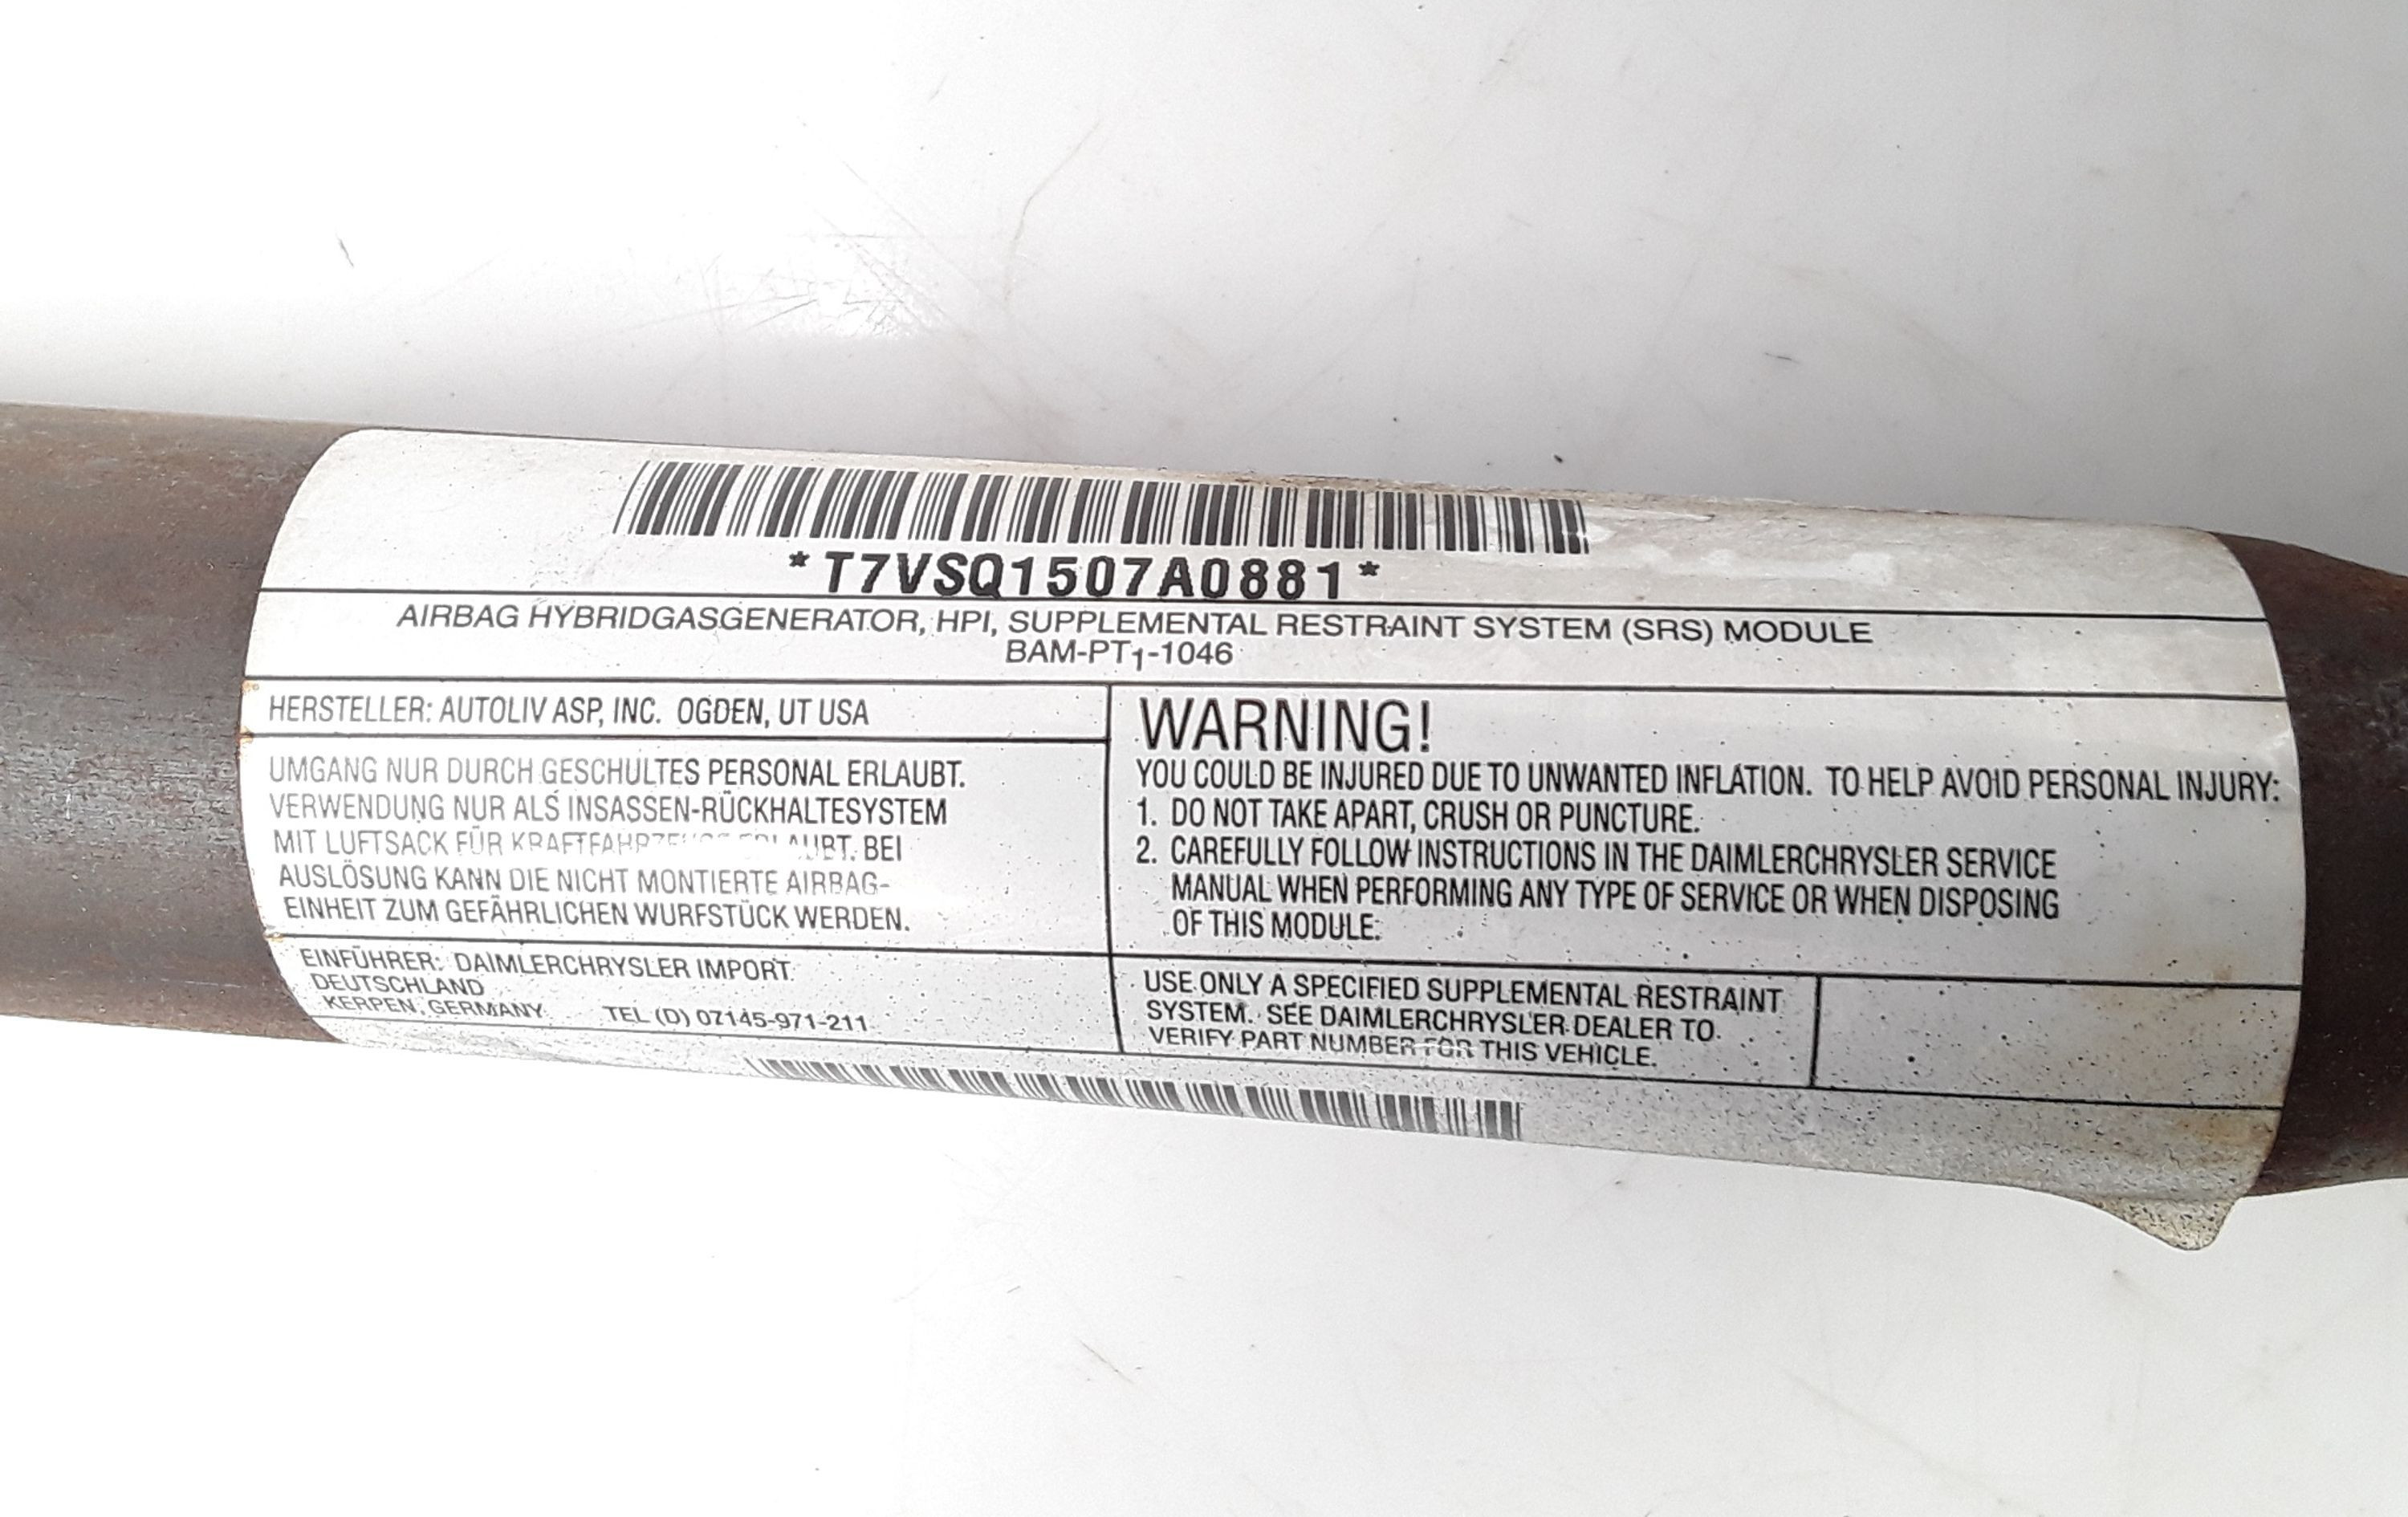 *T7VSQ1507A0881*
AIRBAG HYBRIDGASGENERATOR, HPI, SUPPLEMENTAL RESTRAINT SYSTEM (SRS) MODULE
BAM-PT1-1046
HERSTELLER: AUTOLIV ASP, INC. OGDEN, UT USA
UMGANG NUR DURCH GESCHULTES PERSONAL ERLAUBT.
VERWENDUNG NUR ALS INSASSEN-RÜCKHALTESYSTEM
MIT LUFTSACK FÜR BEI
AUSLÖSUNG KANN DIE NICHT MONTIERTE AIRBAG-
EINHEIT ZUM GEFÄHRLICHEN WURFSTÜCK WERDEN.
EINFÜHRER: DAIMLERCHRYSLER IMPORT
DEUTSCHLAND
KERPEN, GERMANY TEL (D) 07145-971-211
WARNING!
YOU COULD BE INJURED DUE TO UNWANTED INFLATION. TO HELP AVOID PERSONAL INJURY:
1. DO NOT TAKE APART, CRUSH OR PUNCTURE.
2. CAREFULLY FOLLOW INSTRUCTIONS IN THE DAIMLERCHRYSLER SERVICE
MANUAL WHEN PERFORMING ANY TYPE OF SERVICE OR WHEN DISPOSING
OF THIS MODULE.
USE ONLY A SPECIFIED SUPPLEMENTAL RESTRAINT
SYSTEM. SEE DAIMLERCHRYSLER DEALER TO
VERIFY PART NUMBER FOR THIS VEHICLE.